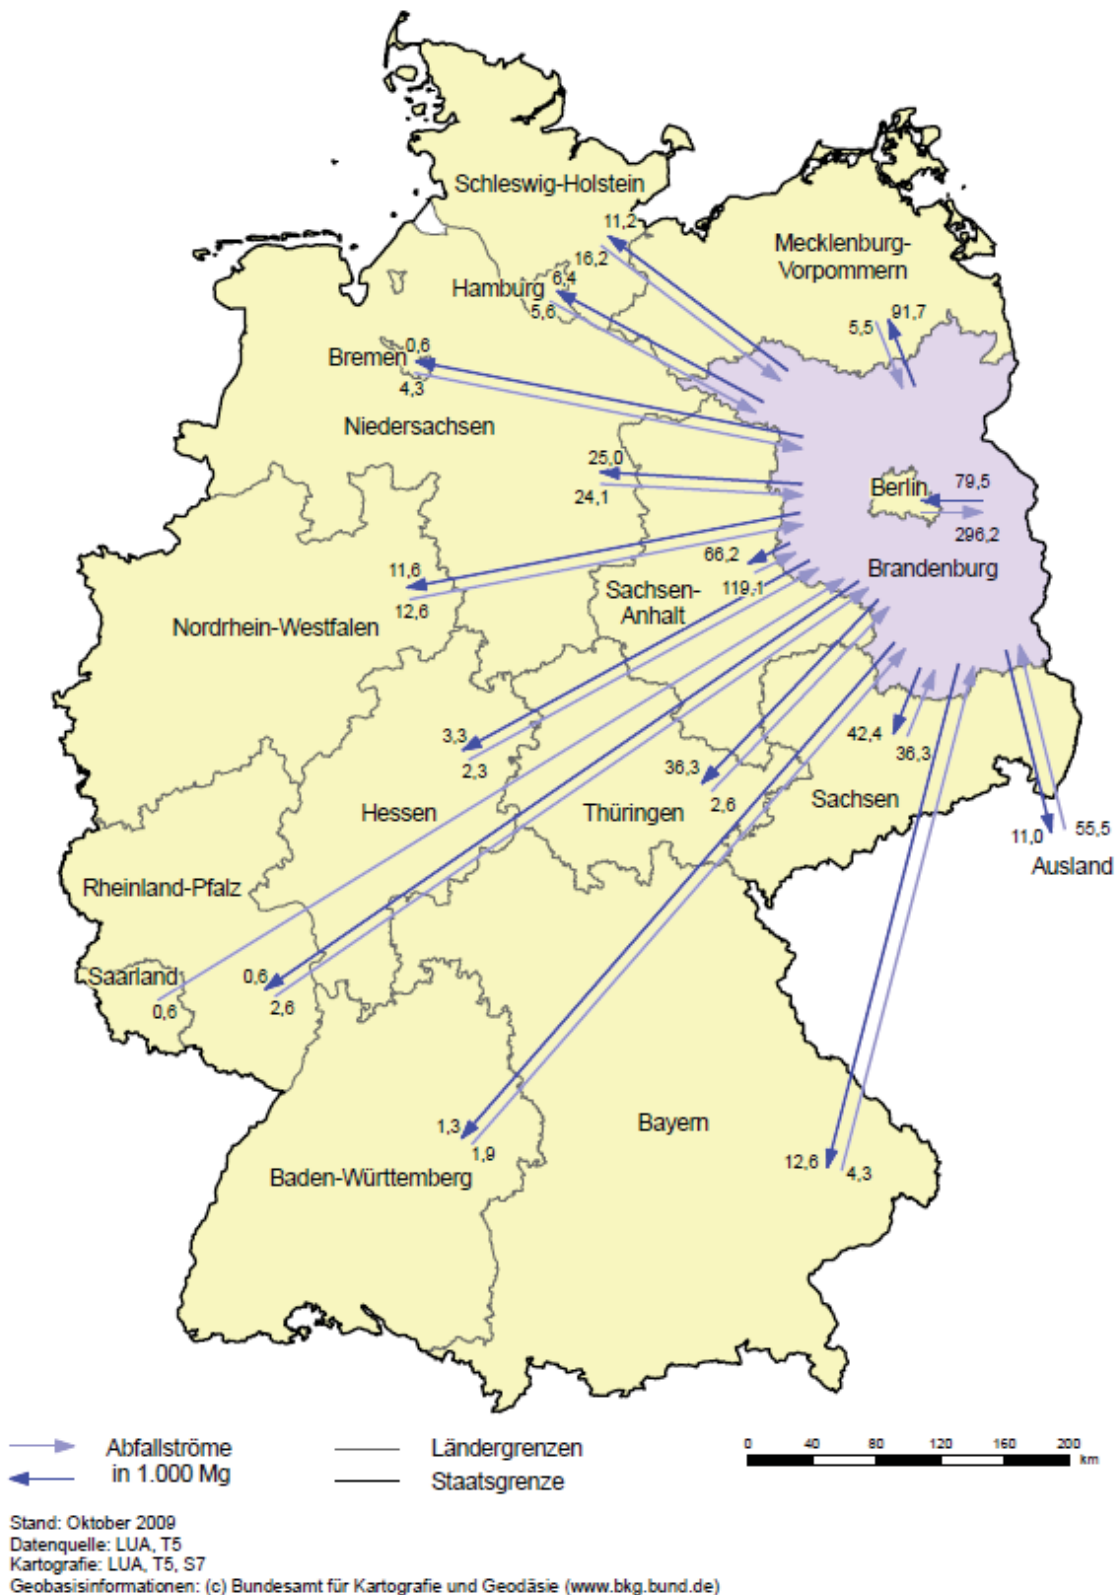 Schleswig-Holstein
11,2
16,2
Mecklenburg-
Vorpommern
Hamburg
6,4
5,6
5,5
91,7
Bremen
0,6
4,3
Niedersachsen
25,0
24,1
Berlin
79,5
296,2
Brandenburg
66,2
119,1
11,6
12,6
Sachsen-
Anhalt
Nordrhein-Westfalen
3,3
2,3
42,4
36,3
36,3
2,6
Hessen
Thüringen
Sachsen
11,0
55,5
Ausland
Rheinland-Pfalz
Saarland
0,6
0,6
2,6
1,3
1,9
Bayern
12,6
4,3
Baden-Württemberg
Abfallströme
in 1.000 Mg
Ländergrenzen
Staatsgrenze
0 40 80 120 160 200
km
Stand: Oktober 2009
Datenquelle: LUA, T5
Kartografie: LUA, T5, S7
Geobasisinformationen: (c) Bundesamt für Kartografie und Geodäsie (www.bkg.bund.de)